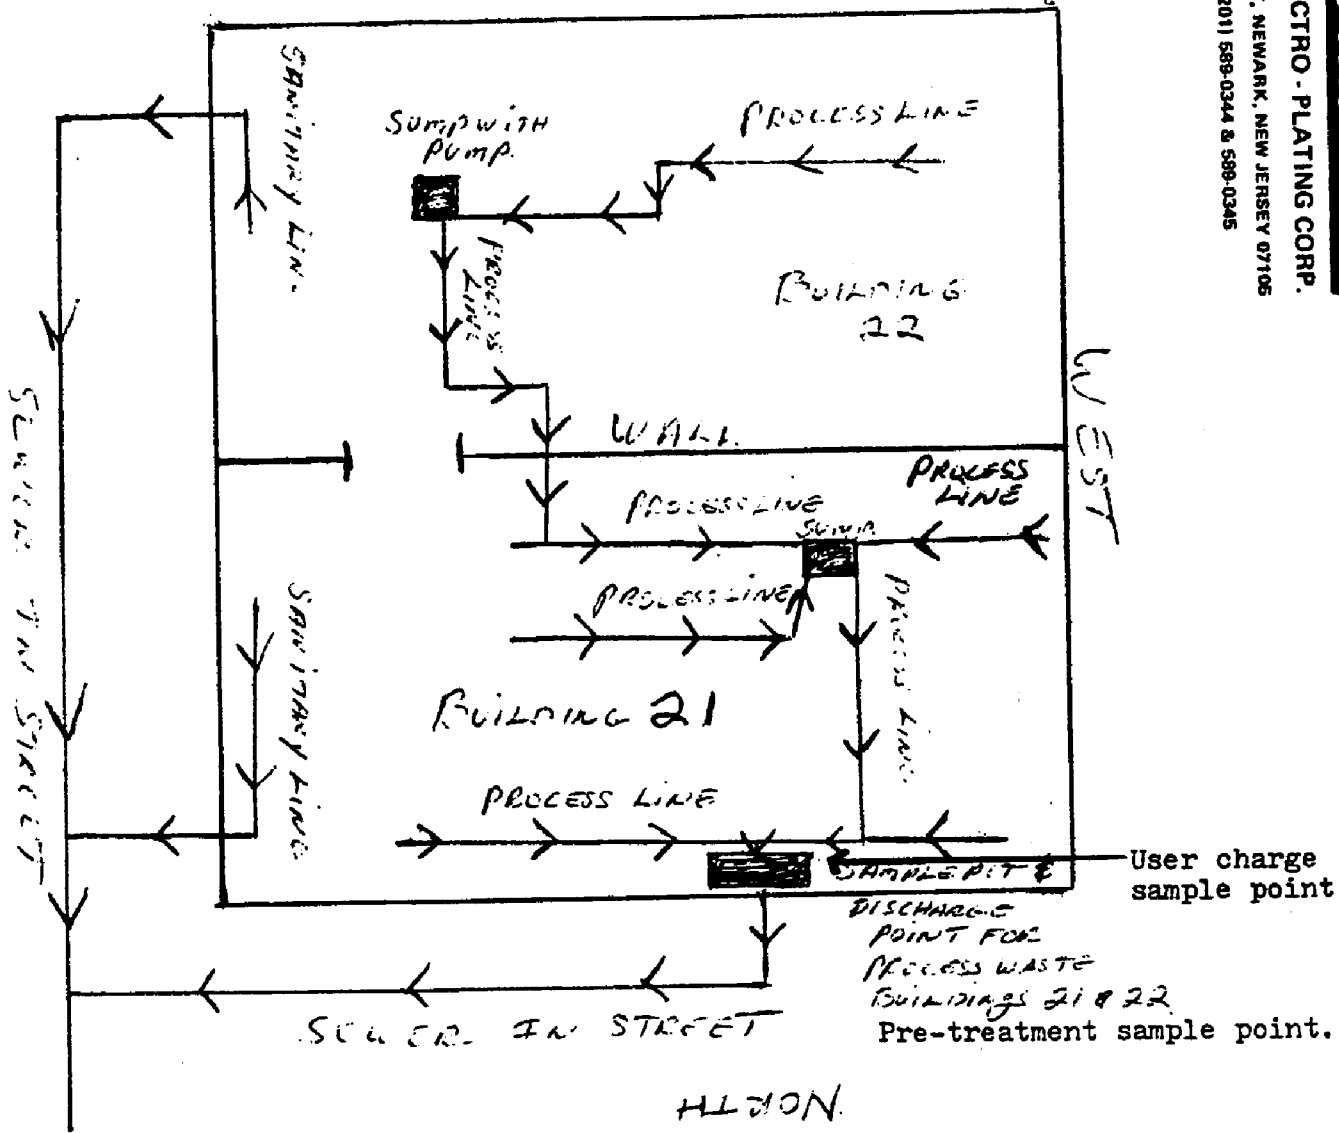 CTRO - PLATING CORP.
, NEWARK, NEW JERSEY 07105
201) 589-0344 & 589-0345
SANITARY LIN.
SUMP WITH
PUMP.
PROCESS LINE
PROCESS
LINE
BUILDING
22
WEST
WALL
PROCESS
LINE
PROCESS LINE
SUMP.
PROCESS LINE
PROCESS LINE
SEWER IN STREET
SANITARY LINE
BUILDING 21
PROCESS LINE
User charge
sample point
SAMPLE PIT &
DISCHARGE
POINT FOR
PROCESS WASTE
BUILDINGS 21 & 22
Pre-treatment sample point.
SEWER IN STREET
NORTH